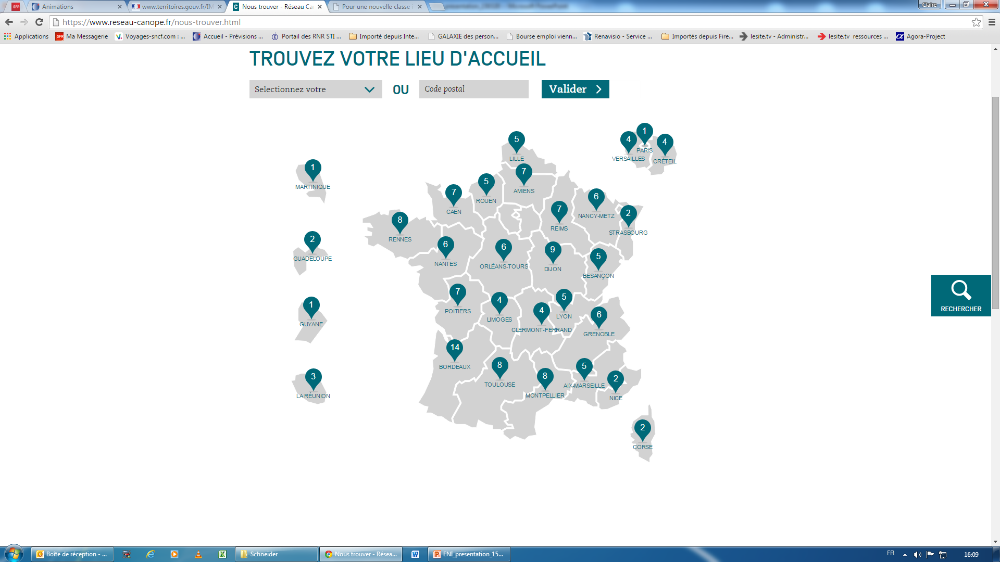 SFR
Animations
www.territoires.gouv.fr/IM
Nous trouver - Réseau Ca
Pour une nouvelle classe i
Claire
https://www.reseau-canope.fr/nous-trouver.html
Applications
Ma Messagerie
Voyages-sncf.com : ...
Accueil - Prévisions ...
Portail des RNR STI ...
Importé depuis Inte...
GALAXIE des person...
Bourse emploi vienn...
Renavisio - Service ...
Importés depuis Fire...
lesite.tv - Administr...
lesite.tv ressources ...
Agora-Project
TROUVEZ VOTRE LIEU D'ACCUEIL
Selectionnez votre
OU
Code postal
Valider
1
PARIS
4
VERSAILLES
4
CRÉTEIL
5
LILLE
1
MARTINIQUE
7
AMIENS
5
ROUEN
7
CAEN
6
NANCY-METZ
7
REIMS
2
STRASBOURG
8
RENNES
2
GUADELOUPE
6
NANTES
6
ORLÉANS-TOURS
9
DIJON
5
BESANÇON
7
POITIERS
4
LIMOGES
5
LYON
1
GUYANE
4
CLERMONT-FERRAND
6
GRENOBLE
RECHERCHER
14
BORDEAUX
8
TOULOUSE
8
MONTPELLIER
5
AIX-MARSEILLE
2
NICE
3
LA RÉUNION
2
CORSE
Boîte de réception - ...
Schneider
Nous trouver - Résea...
ENI_presentation_15...
FR
16:09